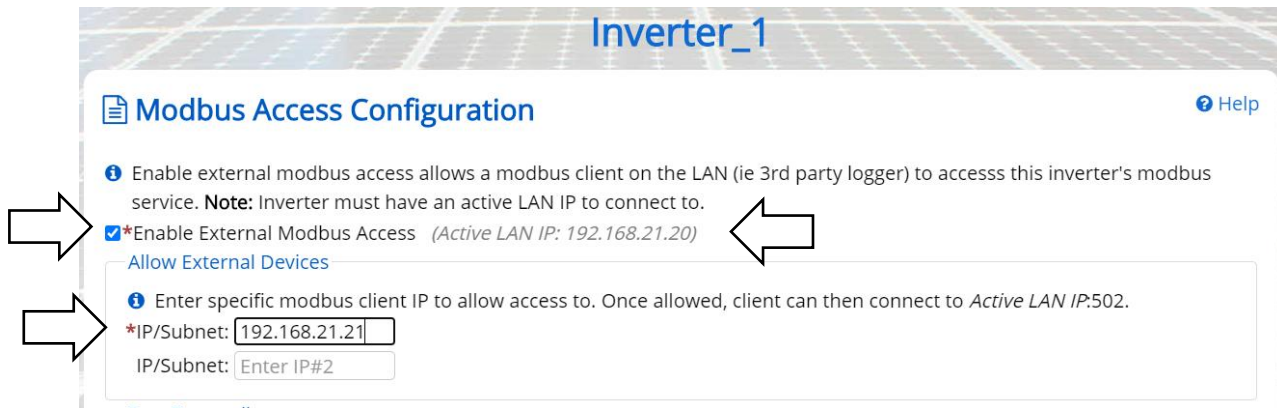 Inverter_1
Modbus Access Configuration
Help
Enable external modbus access allows a modbus client on the LAN (ie 3rd party logger) to accesss this inverter's modbus
service. Note: Inverter must have an active LAN IP to connect to.
*Enable External Modbus Access (Active LAN IP: 192.168.21.20)
Allow External Devices
Enter specific modbus client IP to allow access to. Once allowed, client can then connect to Active LAN IP:502.
*IP/Subnet: 192.168.21.21
IP/Subnet: Enter IP#2